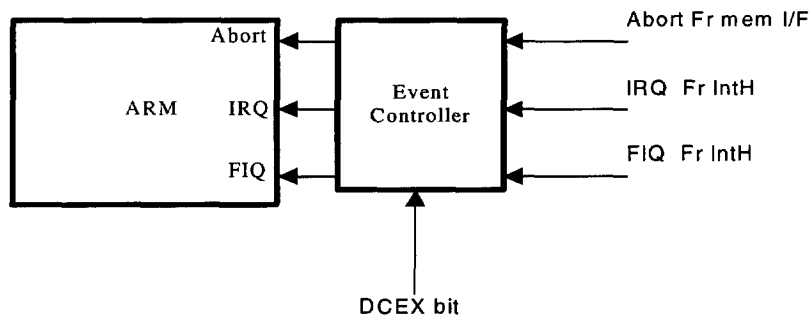 Abort
Abort Fr mem I/F
ARM
IRQ
Event
Controller
IRQ Fr IntH
FIQ
FIQ Fr IntH
DCEX bit